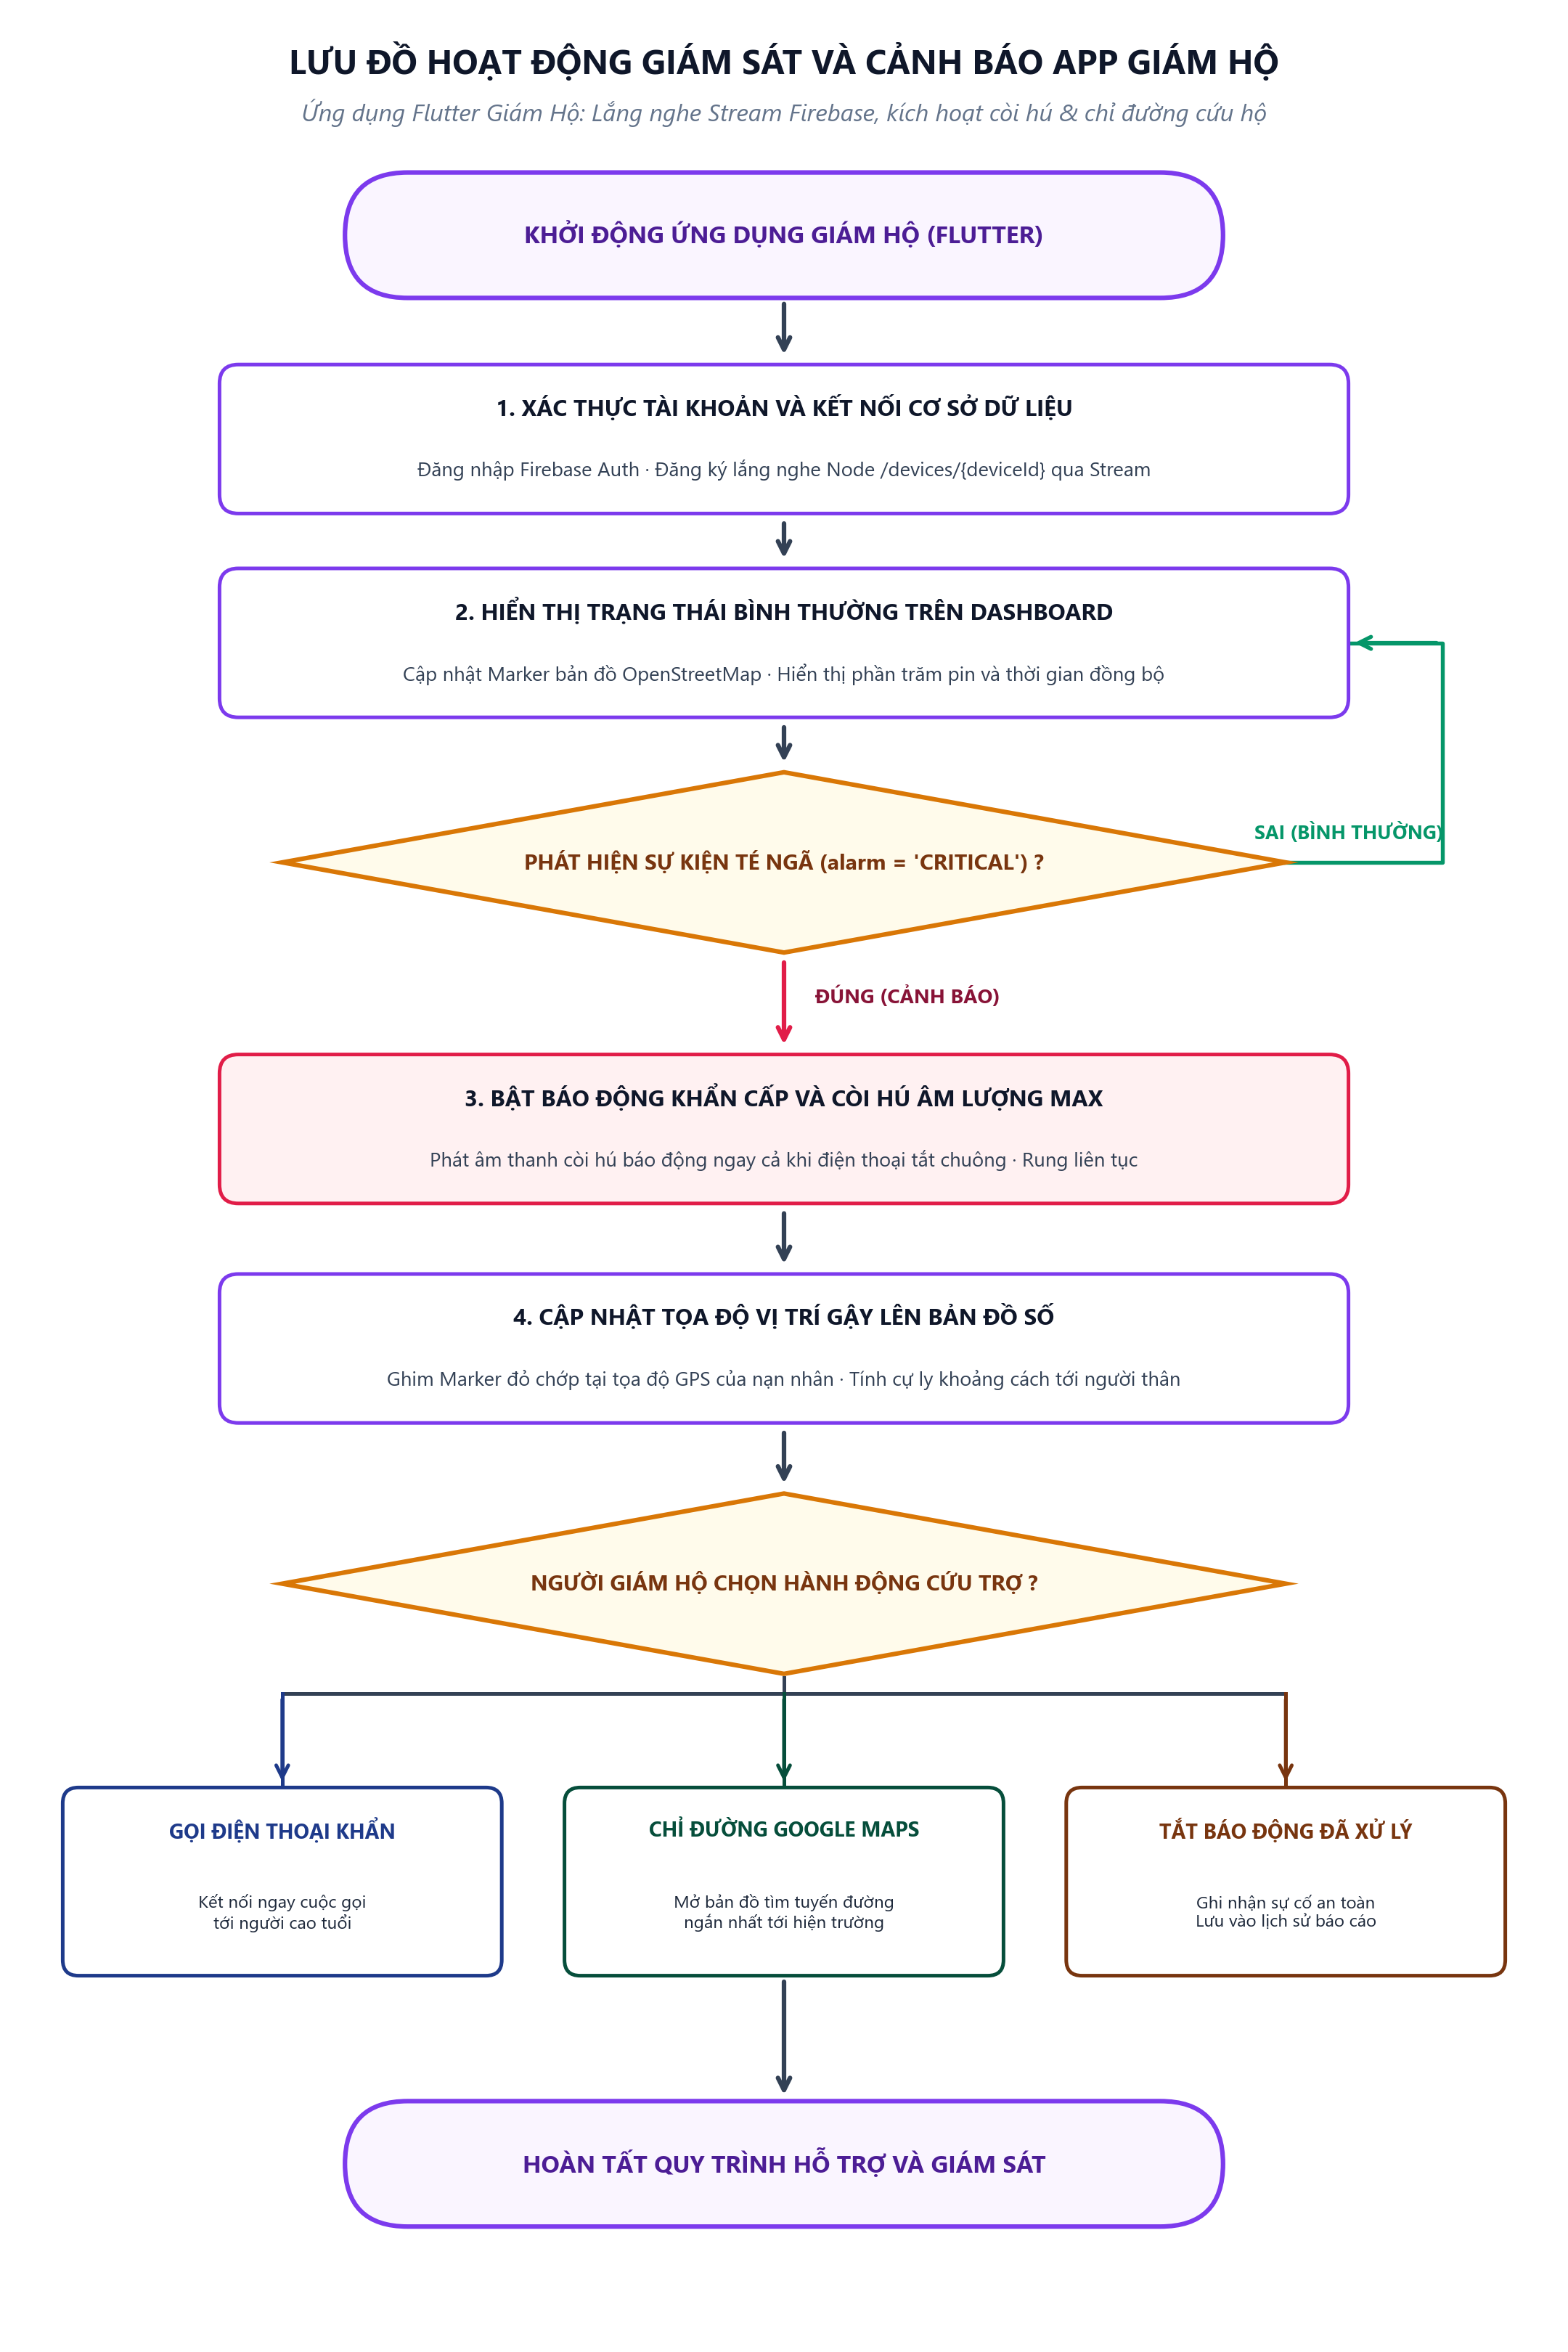 LƯU ĐỒ HOẠT ĐỘNG GIÁM SÁT VÀ CẢNH BÁO APP GIÁM HỘ
Ứng dụng Flutter Giám Hộ: Lắng nghe Stream Firebase, kích hoạt còi hú & chỉ đường cứu hộ
KHỞI ĐỘNG ỨNG DỤNG GIÁM HỘ (FLUTTER)
1. XÁC THỰC TÀI KHOẢN VÀ KẾT NỐI CƠ SỞ DỮ LIỆU
Đăng nhập Firebase Auth · Đăng ký lắng nghe Node /devices/{deviceId} qua Stream
2. HIỂN THỊ TRẠNG THÁI BÌNH THƯỜNG TRÊN DASHBOARD
Cập nhật Marker bản đồ OpenStreetMap · Hiển thị phần trăm pin và thời gian đồng bộ
SAI (BÌNH THƯỜNG)
PHÁT HIỆN SỰ KIỆN TÉ NGÃ (alarm = 'CRITICAL') ?
ĐÚNG (CẢNH BÁO)
3. BẬT BÁO ĐỘNG KHẨN CẤP VÀ CÒI HÚ ÂM LƯỢNG MAX
Phát âm thanh còi hú báo động ngay cả khi điện thoại tắt chuông · Rung liên tục
4. CẬP NHẬT TỌA ĐỘ VỊ TRÍ GẬY LÊN BẢN ĐỒ SỐ
Ghim Marker đỏ chớp tại tọa độ GPS của nạn nhân · Tính cự ly khoảng cách tới người thân
NGƯỜI GIÁM HỘ CHỌN HÀNH ĐỘNG CỨU TRỢ ?
GỌI ĐIỆN THOẠI KHẨN
Kết nối ngay cuộc gọi
tới người cao tuổi
CHỈ ĐƯỜNG GOOGLE MAPS
Mở bản đồ tìm tuyến đường
ngắn nhất tới hiện trường
TẮT BÁO ĐỘNG ĐÃ XỬ LÝ
Ghi nhận sự cố an toàn
Lưu vào lịch sử báo cáo
HOÀN TẤT QUY TRÌNH HỖ TRỢ VÀ GIÁM SÁT